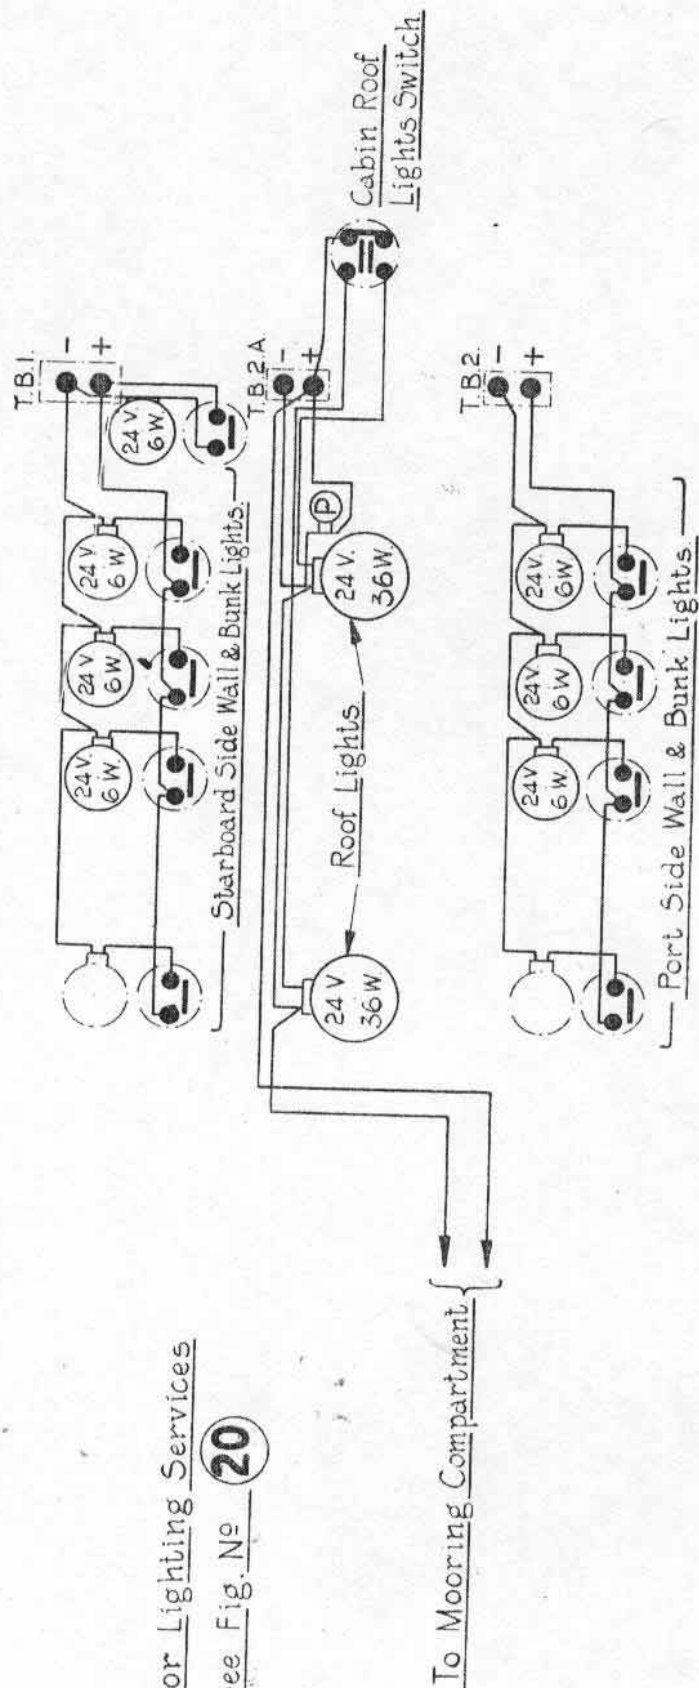 T.B.1.
-
+
24 V.
6 W.
24 V.
6 W.
24 V.
6 W.
24 V.
6 W.
Starboard Side Wall & Bunk Lights
Cabin Roof
Lights Switch
T.B.2.A.
-
+
P
24 V.
36 W.
24 V
36 W.
Roof Lights
T.B.2.
-
+
24 V.
6 W.
24 V.
6 W.
24 V.
6 W.
Port Side Wall & Bunk Lights
or Lighting Services
ee Fig. Nº 20
To Mooring Compartment